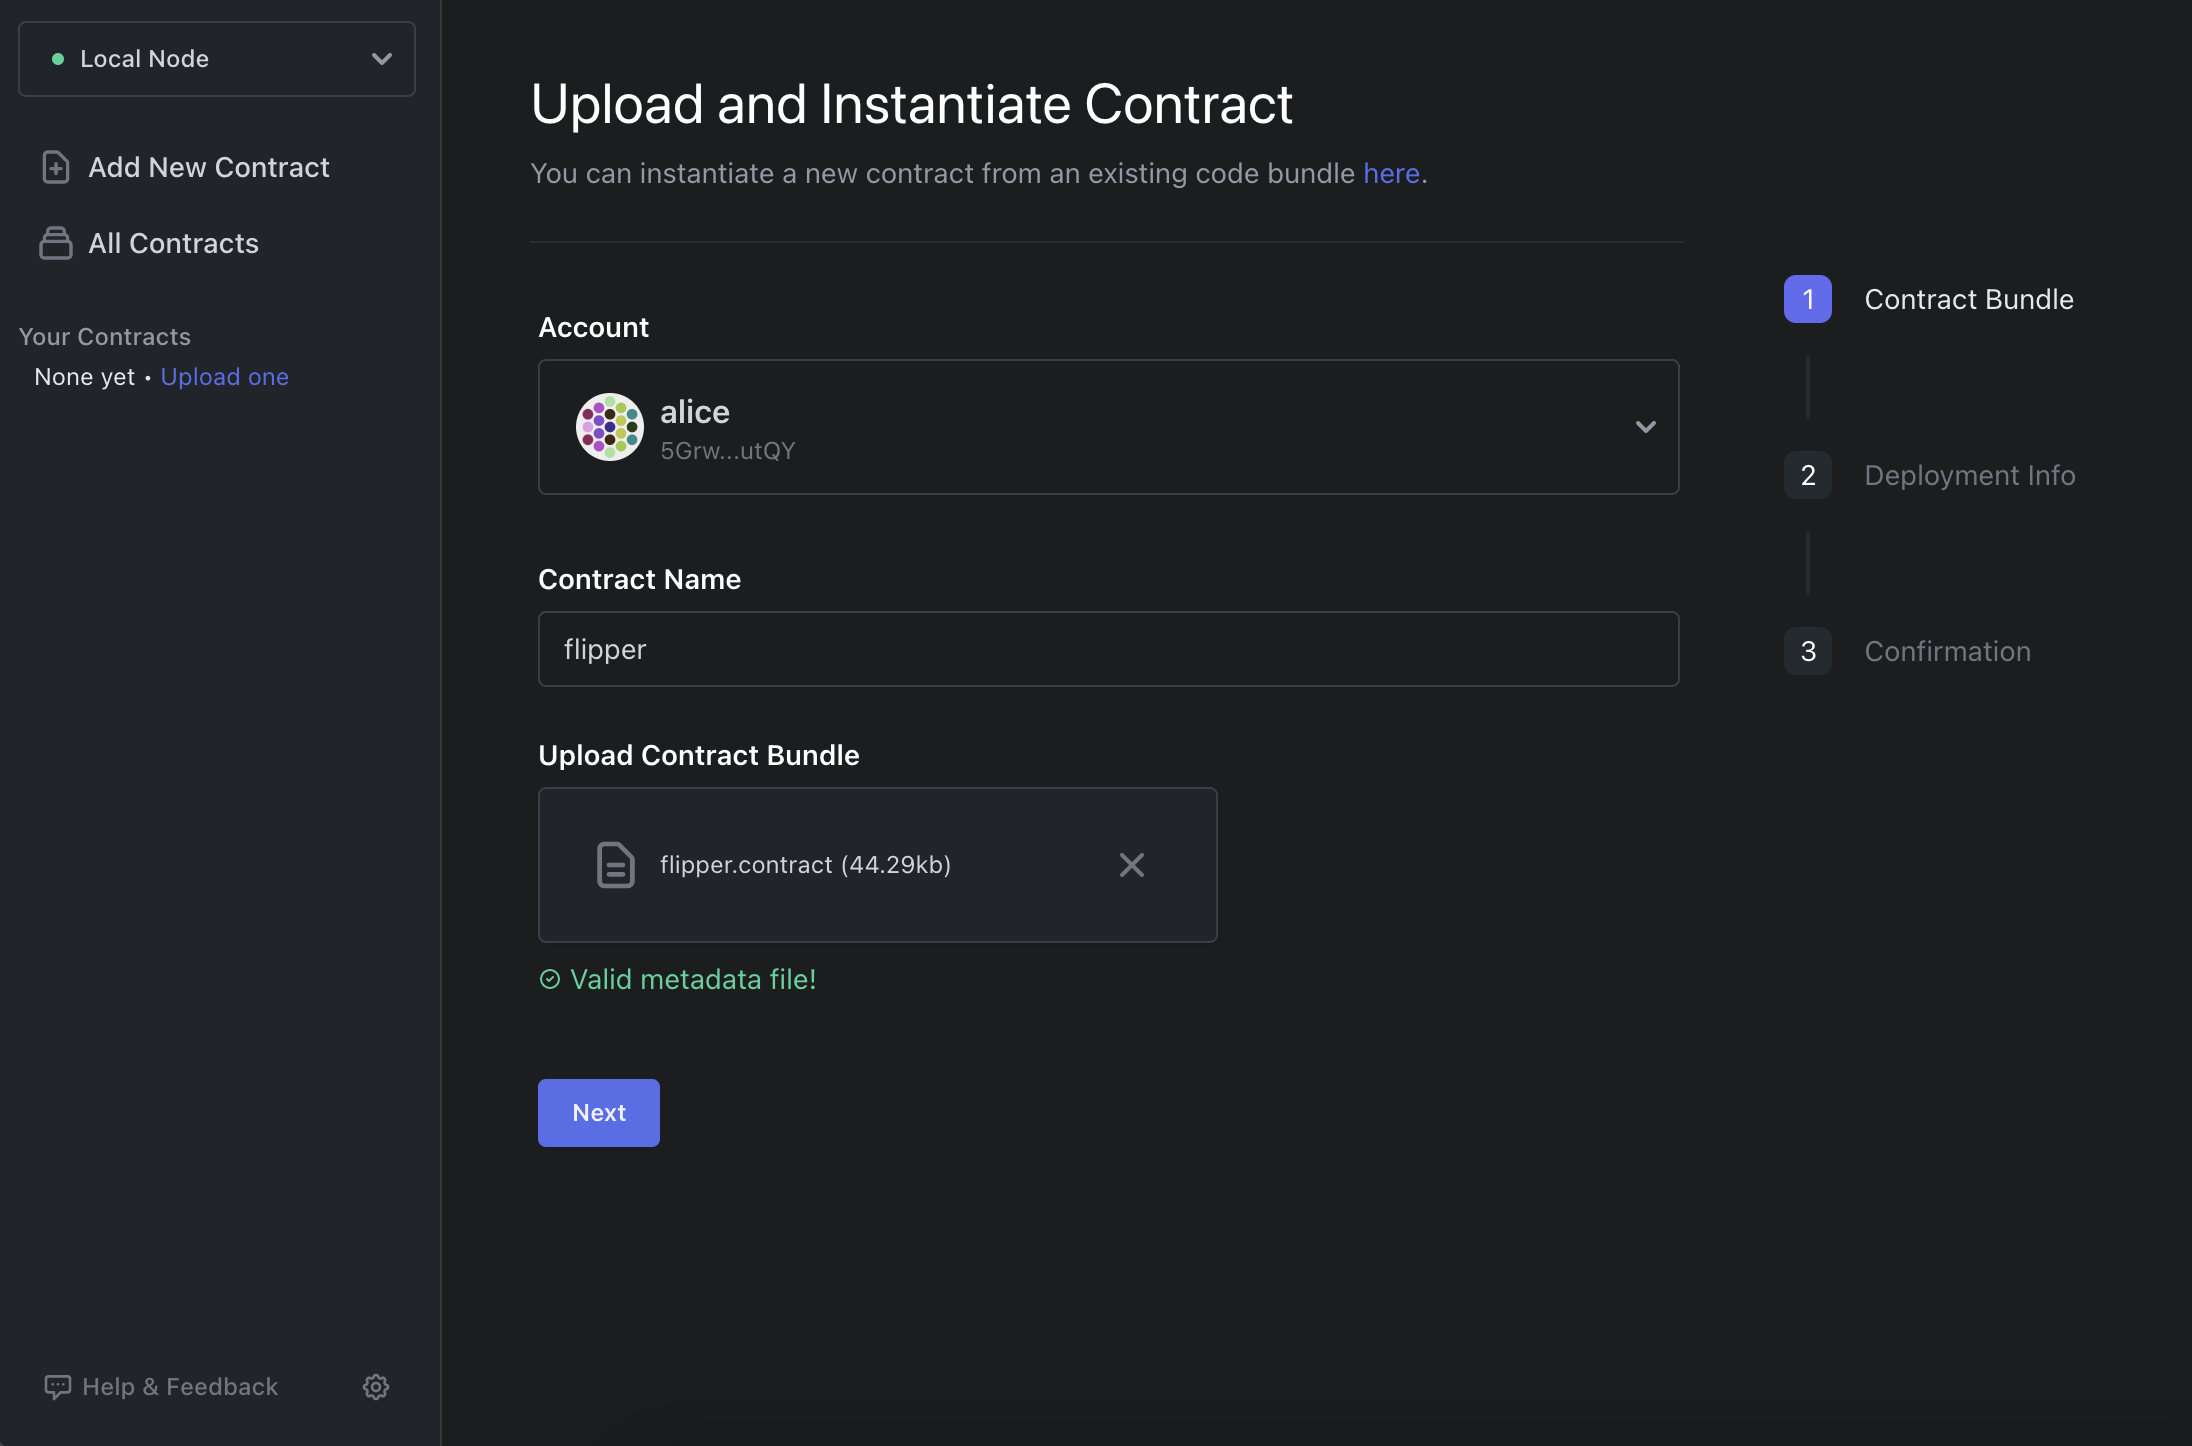 Local Node
Add New Contract
All Contracts
Your Contracts
None yet • Upload one
Help & Feedback
Upload and Instantiate Contract
You can instantiate a new contract from an existing code bundle here.
Account
alice
5Grw...utQY
Contract Name
flipper
Upload Contract Bundle
flipper.contract (44.29kb)
Valid metadata file!
Next
1 Contract Bundle
2 Deployment Info
3 Confirmation